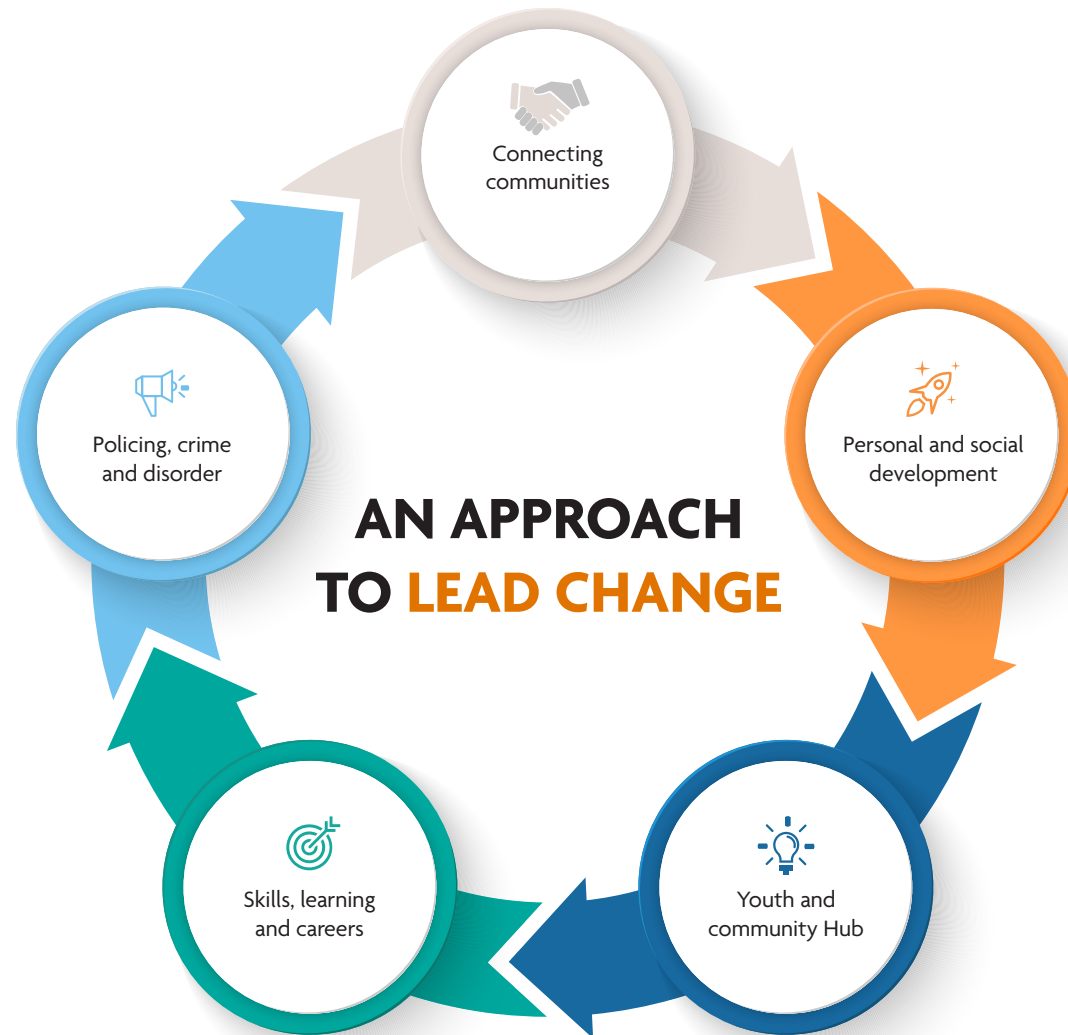 Connecting
communities
Personal and social
development
Youth and
community Hub
Skills, learning
and careers
Policing, crime
and disorder
AN APPROACH
TO LEAD CHANGE